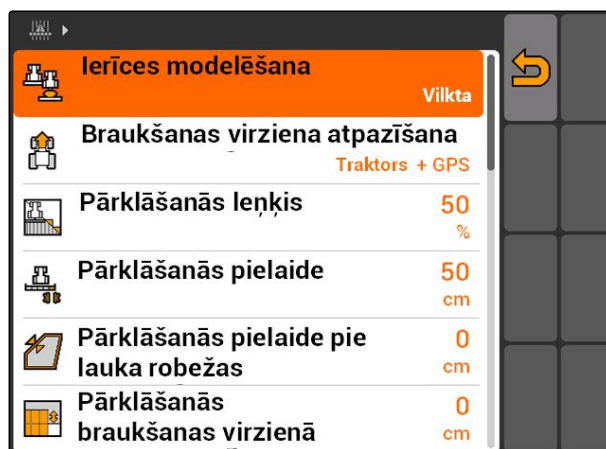 Ierīces modelēšana
Vilkta
Braukšanas virziena atpazīšana
Traktors + GPS
Pārklāšanās leņķis
50
%
Pārklāšanās pielaide
50
cm
Pārklāšanās pielaide pie
lauka robežas
0
cm
Pārklāšanās
braukšanas virzienā
0
cm